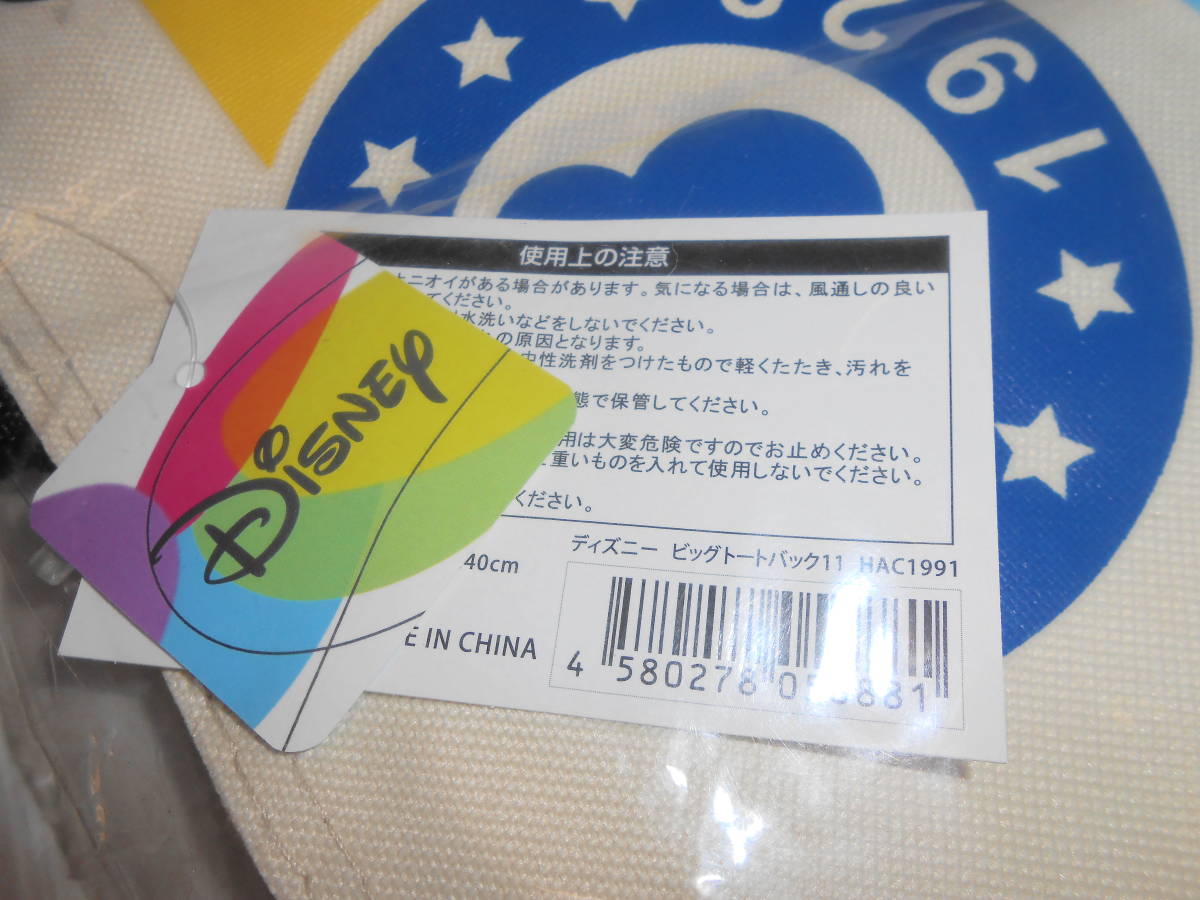 192
DISNEY
使用上の注意
ニオイがある場合があります。気になる場合は、風通しの良い
てください。
水洗いなどをしないでください。
の原因となります。
中性洗剤をつけたもので軽くたたき、汚れを
態で保管してください。
用は大変危険ですのでお止めください。
重いものを入れて使用しないでください。
ください。
40cm
ディズニー ビッグトートバック11 HAC1991
E IN CHINA
4 580278